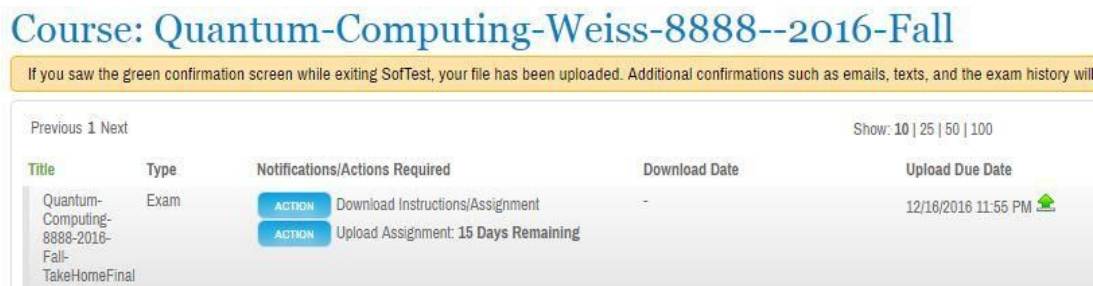 Course: Quantum-Computing-Weiss-8888--2016-Fall
If you saw the green confirmation screen while exiting SofTest, your file has been uploaded. Additional confirmations such as emails, texts, and the exam history will
Previous 1 Next
Show: 10 | 25 | 50 | 100
Title Type Notifications/Actions Required Download Date Upload Due Date
Quantum- Exam ACTION Download Instructions/Assignment - 12/16/2016 11:55 PM
Computing-
8888-2016- ACTION Upload Assignment: 15 Days Remaining
Fall-
TakeHomeFinal